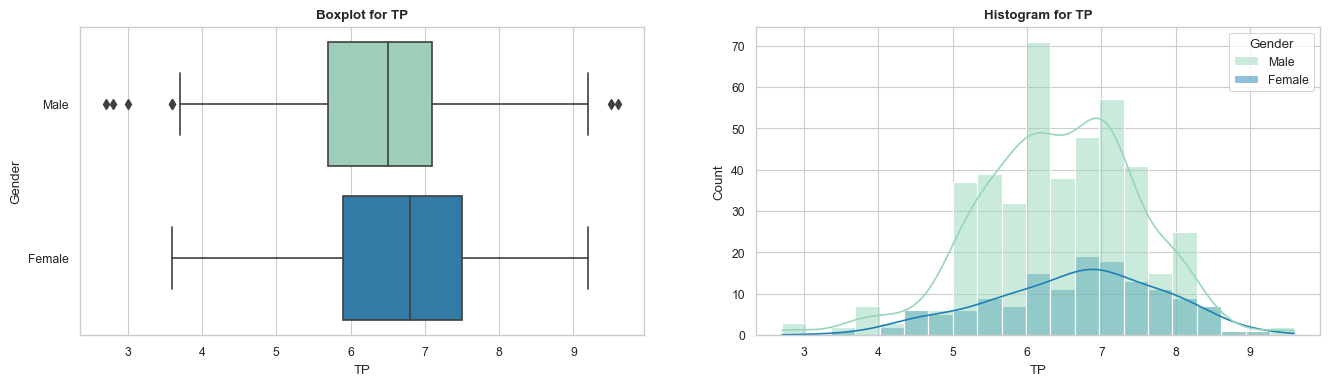 Boxplot for TP
Male
Female
Gender
3 4 5 6 7 8 9
TP
Histogram for TP
70
60
50
40
30
20
10
0
Count
3 4 5 6 7 8 9
TP
Gender
Male
Female